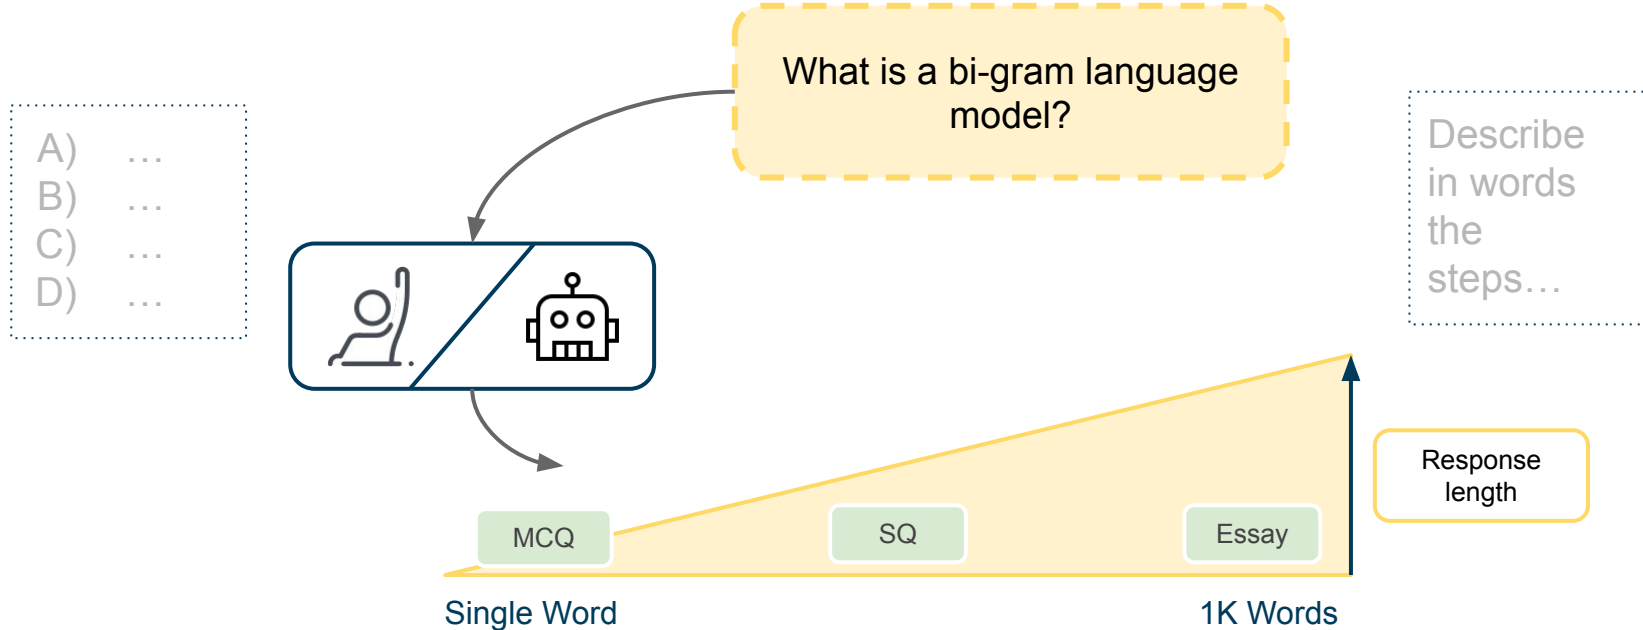 What is a bi-gram language
model?
A) ...
B) ...
C) ...
D) ...
Describe
in words
the
steps...
Response
length
MCQ
SQ
Essay
Single Word
1K Words